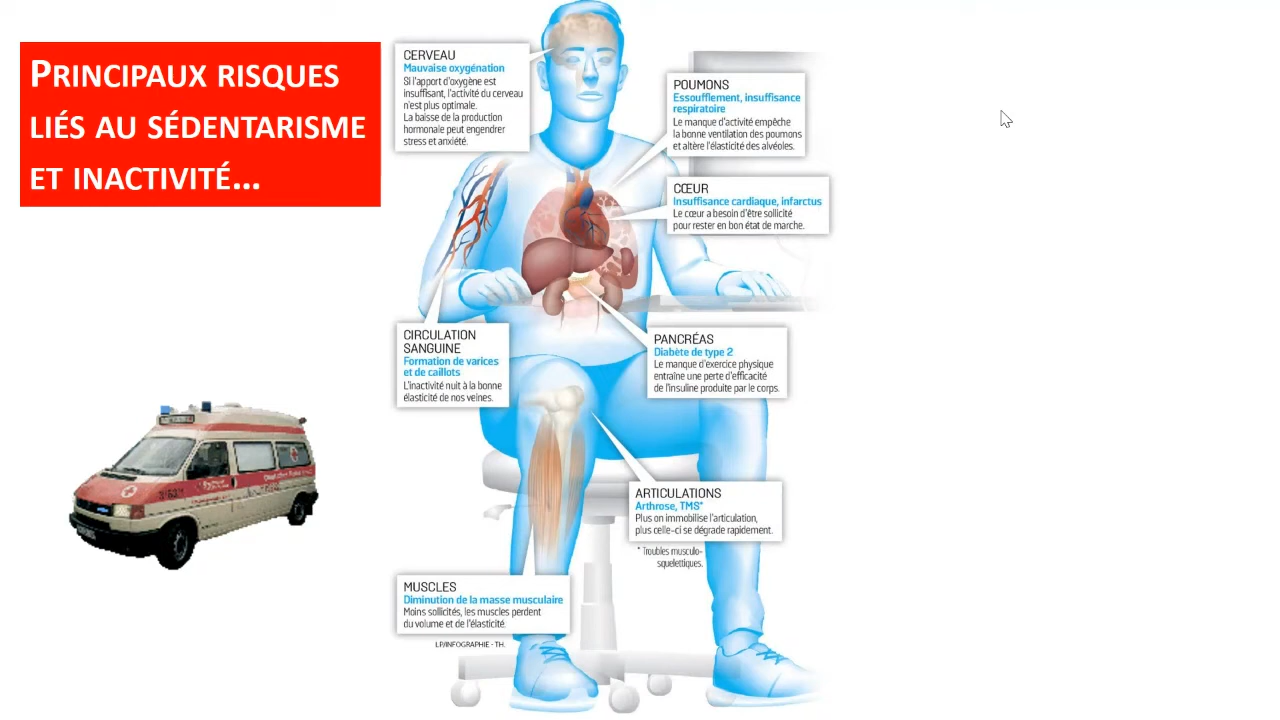 PRINCIPAUX RISQUES
LIÉS AU SÉDENTARISME
ET INACTIVITÉ...
CERVEAU
Mauvaise oxygénation
Si l'apport d'oxygène est
insuffisant, l'activité du cerveau
n'est plus optimale.
La baisse de la production
hormonale peut engendrer
stress et anxiété.
POUMONS
Essoufflement, insuffisance
respiratoire
Le manque d'activité empêche
la bonne ventilation des poumons
et altère l'élasticité des alvéoles.
CŒUR
Insuffisance cardiaque, infarctus
Le cœur a besoin d'être sollicité
pour rester en bon état de marche.
CIRCULATION
SANGUINE
Formation de varices
et de caillots
L'inactivité nuit à la bonne
élasticité de nos veines.
PANCRÉAS
Diabète de type 2
Le manque d'exercice physique
entraîne une perte d'efficacité
de l'insuline produite par le corps.
ARTICULATIONS
Arthrose, TMS*
Plus on immobilise l'articulation,
plus celle-ci se dégrade rapidement.
* Troubles musculo-
squelettiques.
MUSCLES
Diminution de la masse musculaire
Moins sollicités, les muscles perdent
du volume et de l'élasticité.
LP/INFOGRAPHIE - TH.